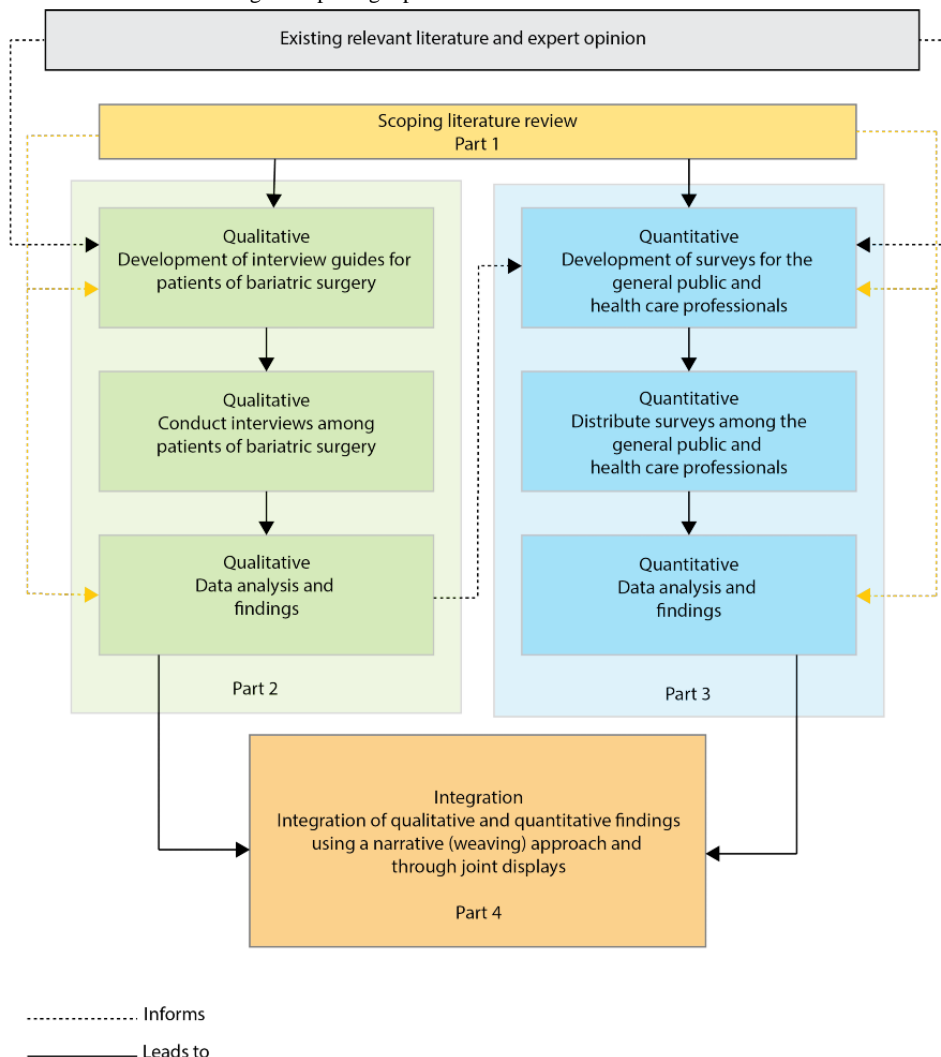 Existing relevant literature and expert opinion
Scoping literature review
Part 1
Qualitative
Development of interview guides for
patients of bariatric surgery
Quantitative
Development of surveys for the
general public and
health care professionals
Qualitative
Conduct interviews among
patients of bariatric surgery
Quantitative
Distribute surveys among the
general public and
health care professionals
Qualitative
Data analysis and
findings
Quantitative
Data analysis and
findings
Part 2
Part 3
Integration
Integration of qualitative and quantitative findings
using a narrative (weaving) approach and
through joint displays
Part 4
Informs
Leads to